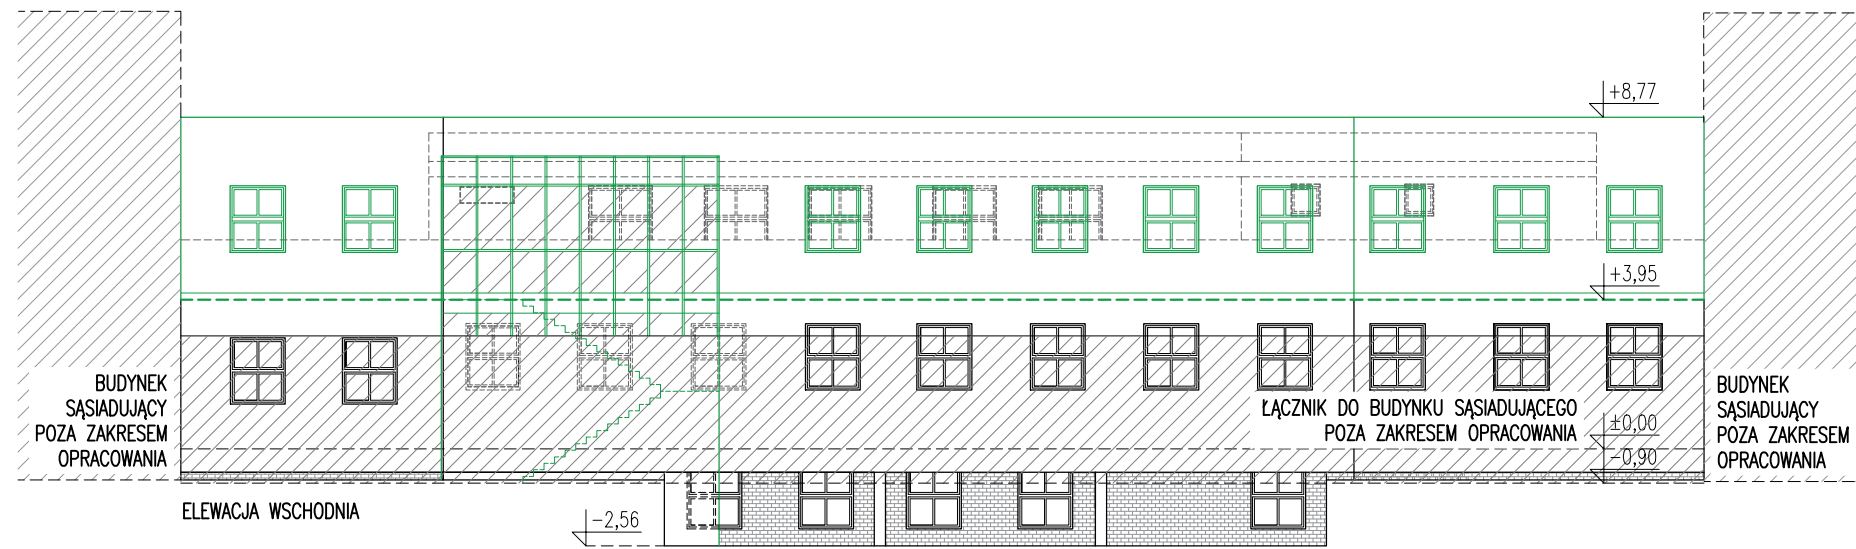 +8,77
+3,95
BUDYNEK
SĄSIADUJĄCY
POZA ZAKRESEM
OPRACOWANIA
ŁĄCZNIK DO BUDYNKU SĄSIADUJĄCEGO
POZA ZAKRESEM OPRACOWANIA
±0,00
-0,90
BUDYNEK
SĄSIADUJĄCY
POZA ZAKRESEM
OPRACOWANIA
ELEWACJA WSCHODNIA
-2,56